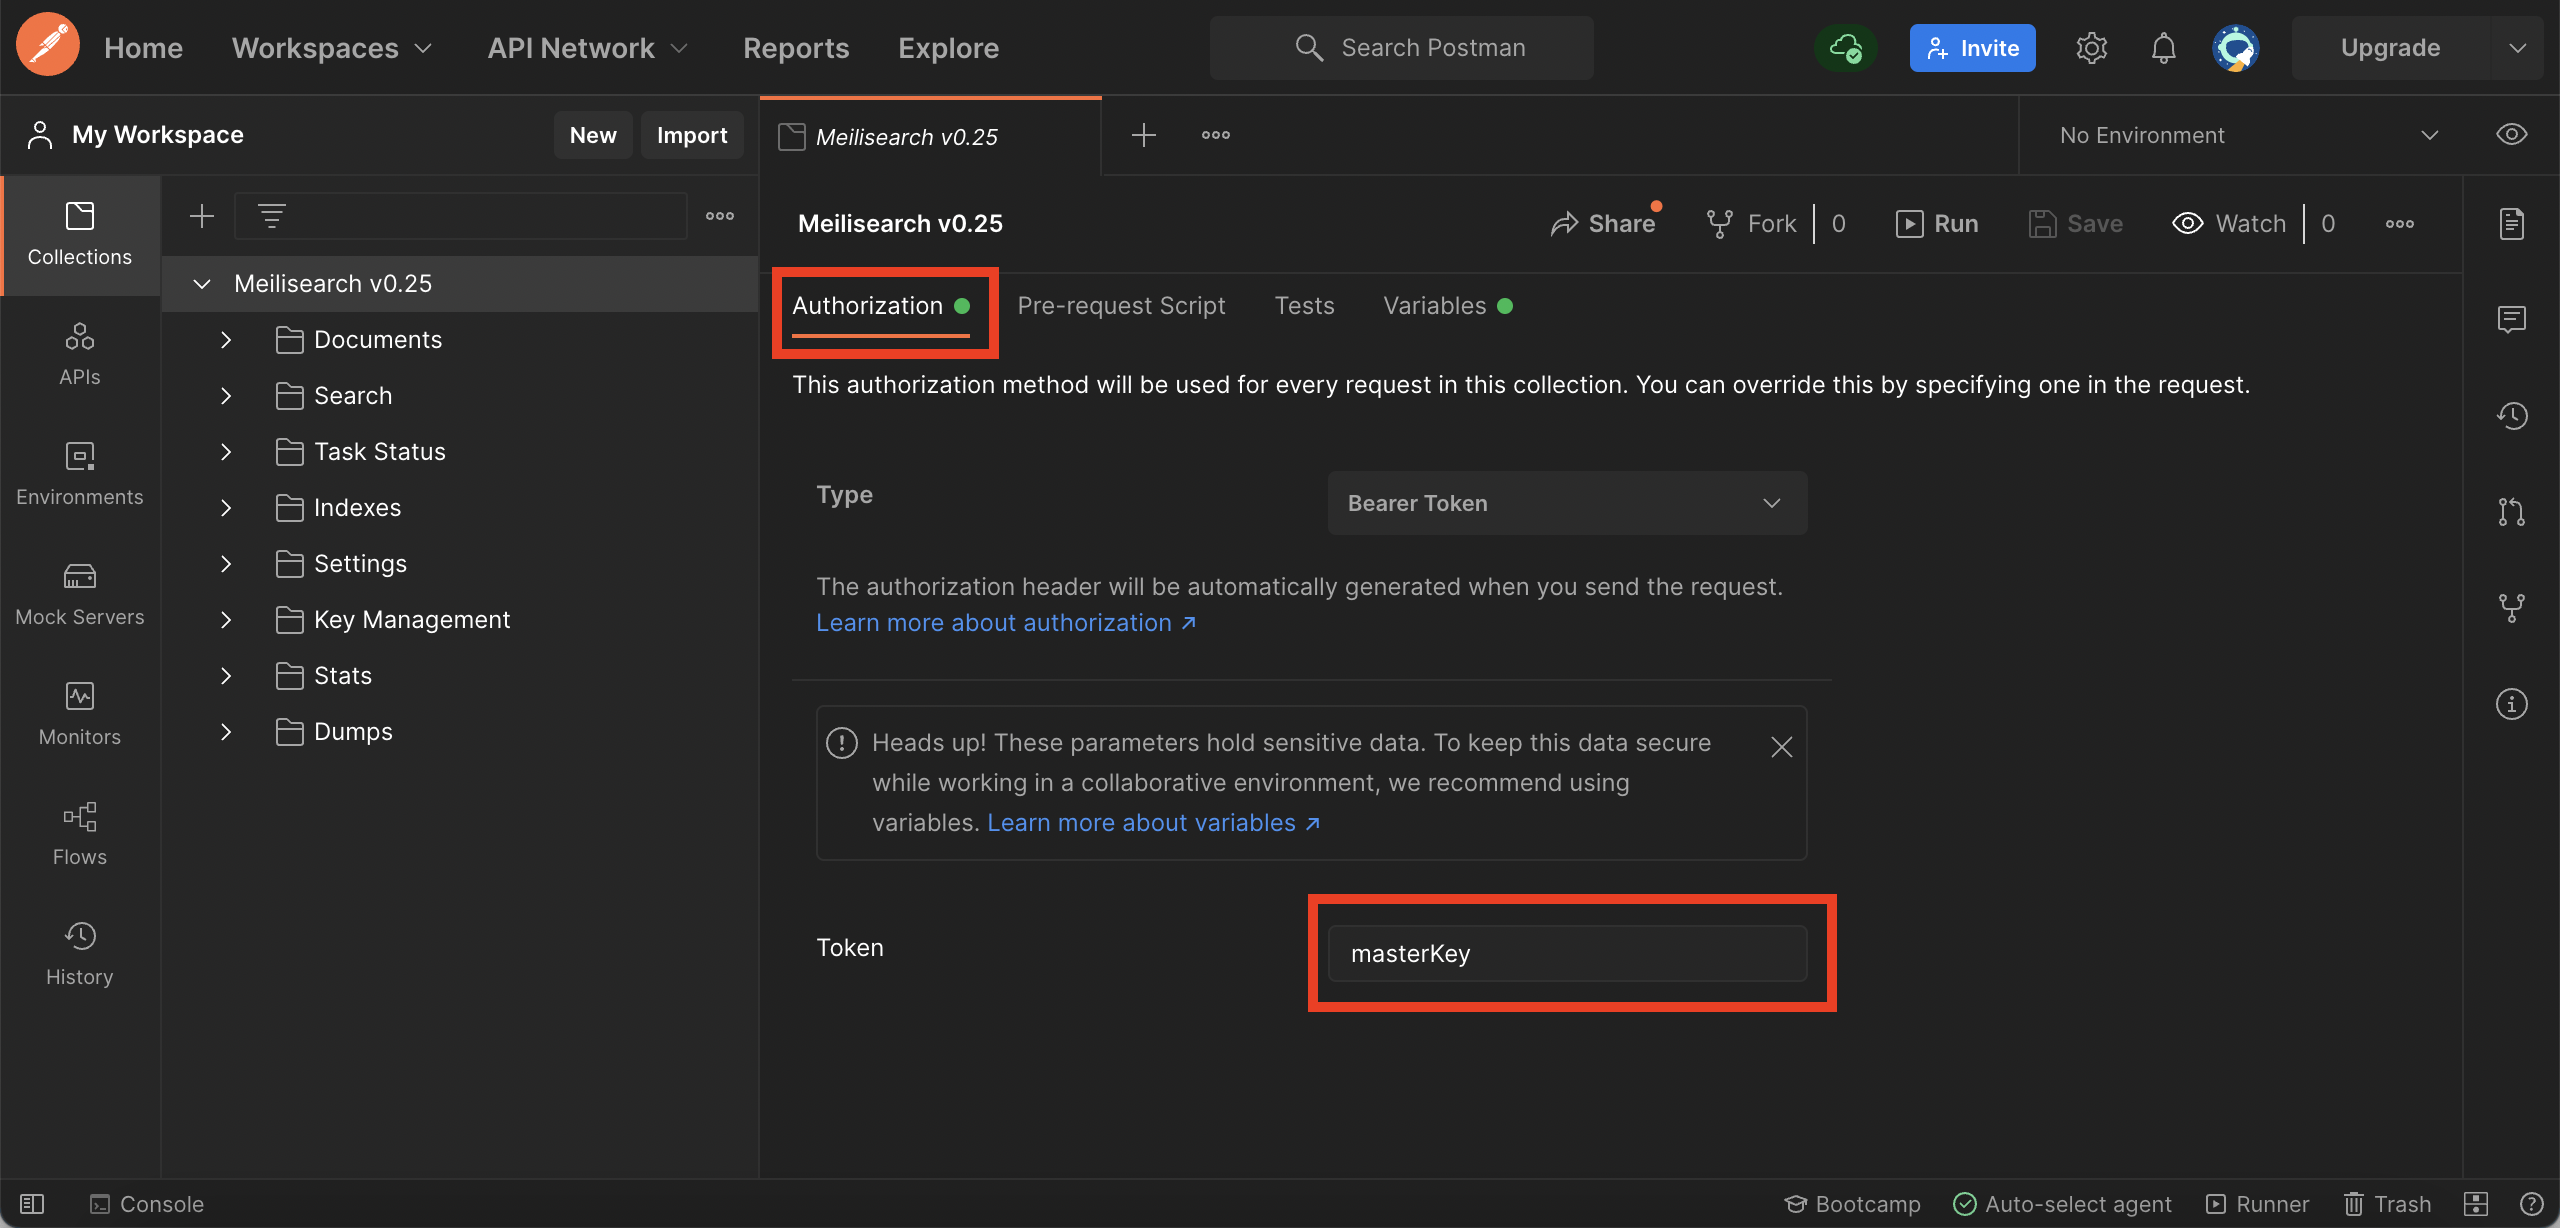 Home Workspaces API Network Reports Explore Search Postman Invite Upgrade
My Workspace New Import Meilisearch v0.25 No Environment
Collections
APIs
Environments
Mock Servers
Monitors
Flows
History
Meilisearch v0.25
Documents
Search
Task Status
Indexes
Settings
Key Management
Stats
Dumps
Meilisearch v0.25 Share Fork 0 Run Save Watch 0
Authorization Pre-request Script Tests Variables
This authorization method will be used for every request in this collection. You can override this by specifying one in the request.
Type Bearer Token
The authorization header will be automatically generated when you send the request.
Learn more about authorization ↗
Heads up! These parameters hold sensitive data. To keep this data secure
while working in a collaborative environment, we recommend using
variables. Learn more about variables ↗
Token masterKey
Console Bootcamp Auto-select agent Runner Trash